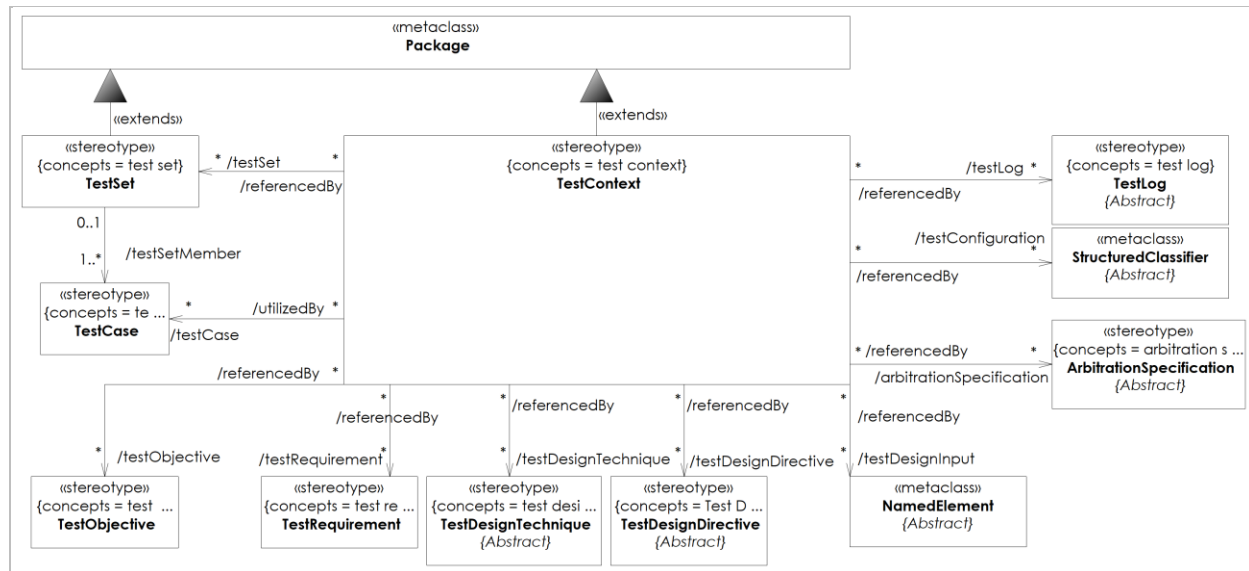 «metaclass»
Package
«extends»
«extends»
«stereotype»
{concepts = test set}
TestSet
* /testSet *
/referencedBy
«stereotype»
{concepts = test context}
TestContext
* /testLog *
/referencedBy
«stereotype»
{concepts = test log}
TestLog
{Abstract}
0..1
1..*
/testSetMember
/testConfiguration
* *
/referencedBy
«metaclass»
StructuredClassifier
{Abstract}
«stereotype»
{concepts = te ...
TestCase
* /utilizedBy *
/testCase
* /referencedBy *
/arbitrationSpecification
«stereotype»
{concepts = arbitration s ...
ArbitrationSpecification
{Abstract}
/referencedBy *
* /testObjective
*
/referencedBy
/testRequirement *
*
/referencedBy
* /testDesignTechnique
*
/referencedBy
* /testDesignDirective
*
/referencedBy
* /testDesignInput
«stereotype»
{concepts = test ...
TestObjective
«stereotype»
{concepts = test re ...
TestRequirement
«stereotype»
{concepts = test desi ...
TestDesignTechnique
{Abstract}
«stereotype»
{concepts = Test D ...
TestDesignDirective
{Abstract}
«metaclass»
NamedElement
{Abstract}